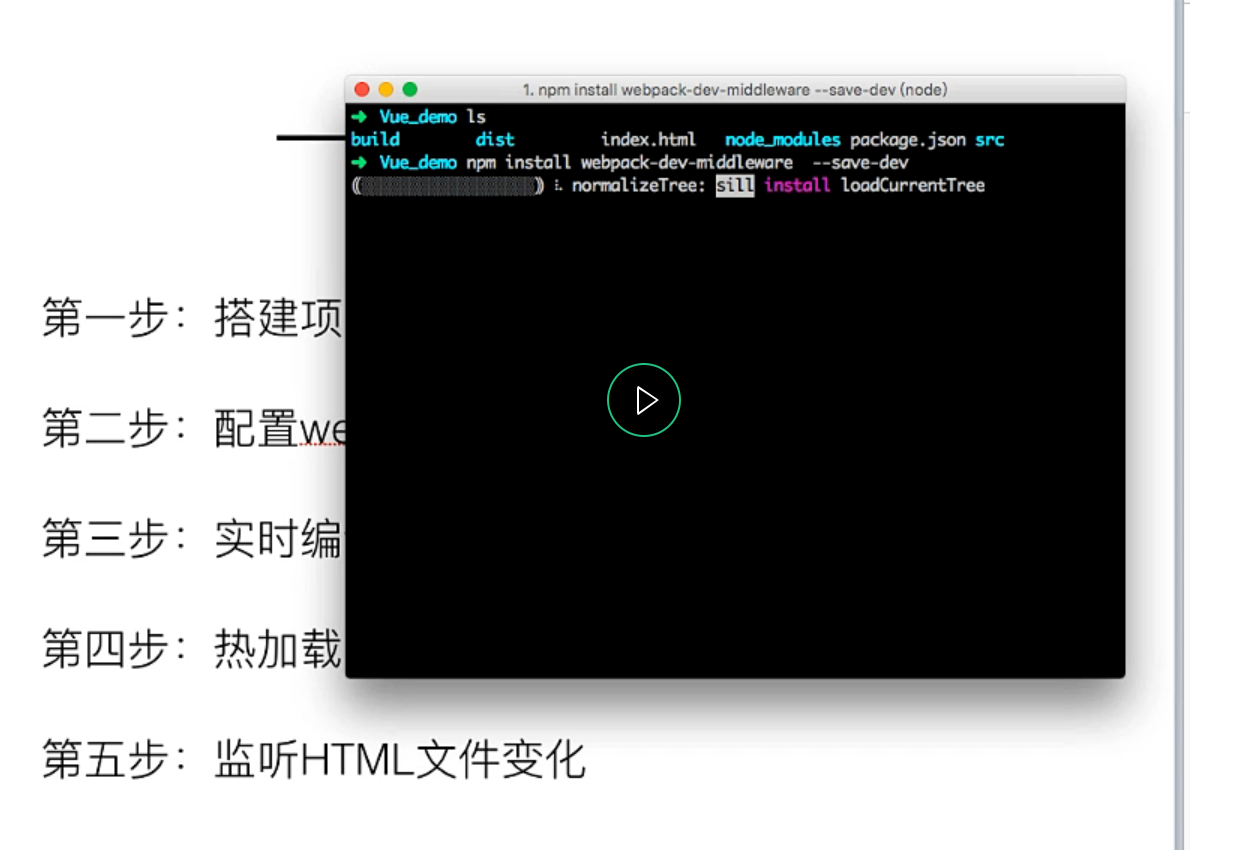 1. npm install webpack-dev-middleware --save-dev (node)
➜ Vue_demo ls
build dist index.html node_modules package.json src
➜ Vue_demo npm install webpack-dev-middleware --save-dev
normalizeTree: sill install loadCurrentTree
第一步：搭建项
第二步：配置we
第三步：实时编
第四步：热加载
第五步：监听HTML文件变化